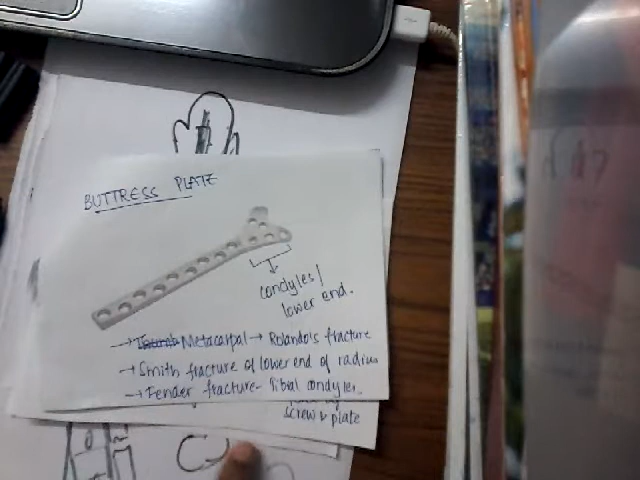 BUTTRESS PLATE
condyles/
lower end.
→ Metacarpal → Rolando's fracture
→ Smith fracture of lower end of radius
→ Fender fracture - tibial condyles.
screw & plate